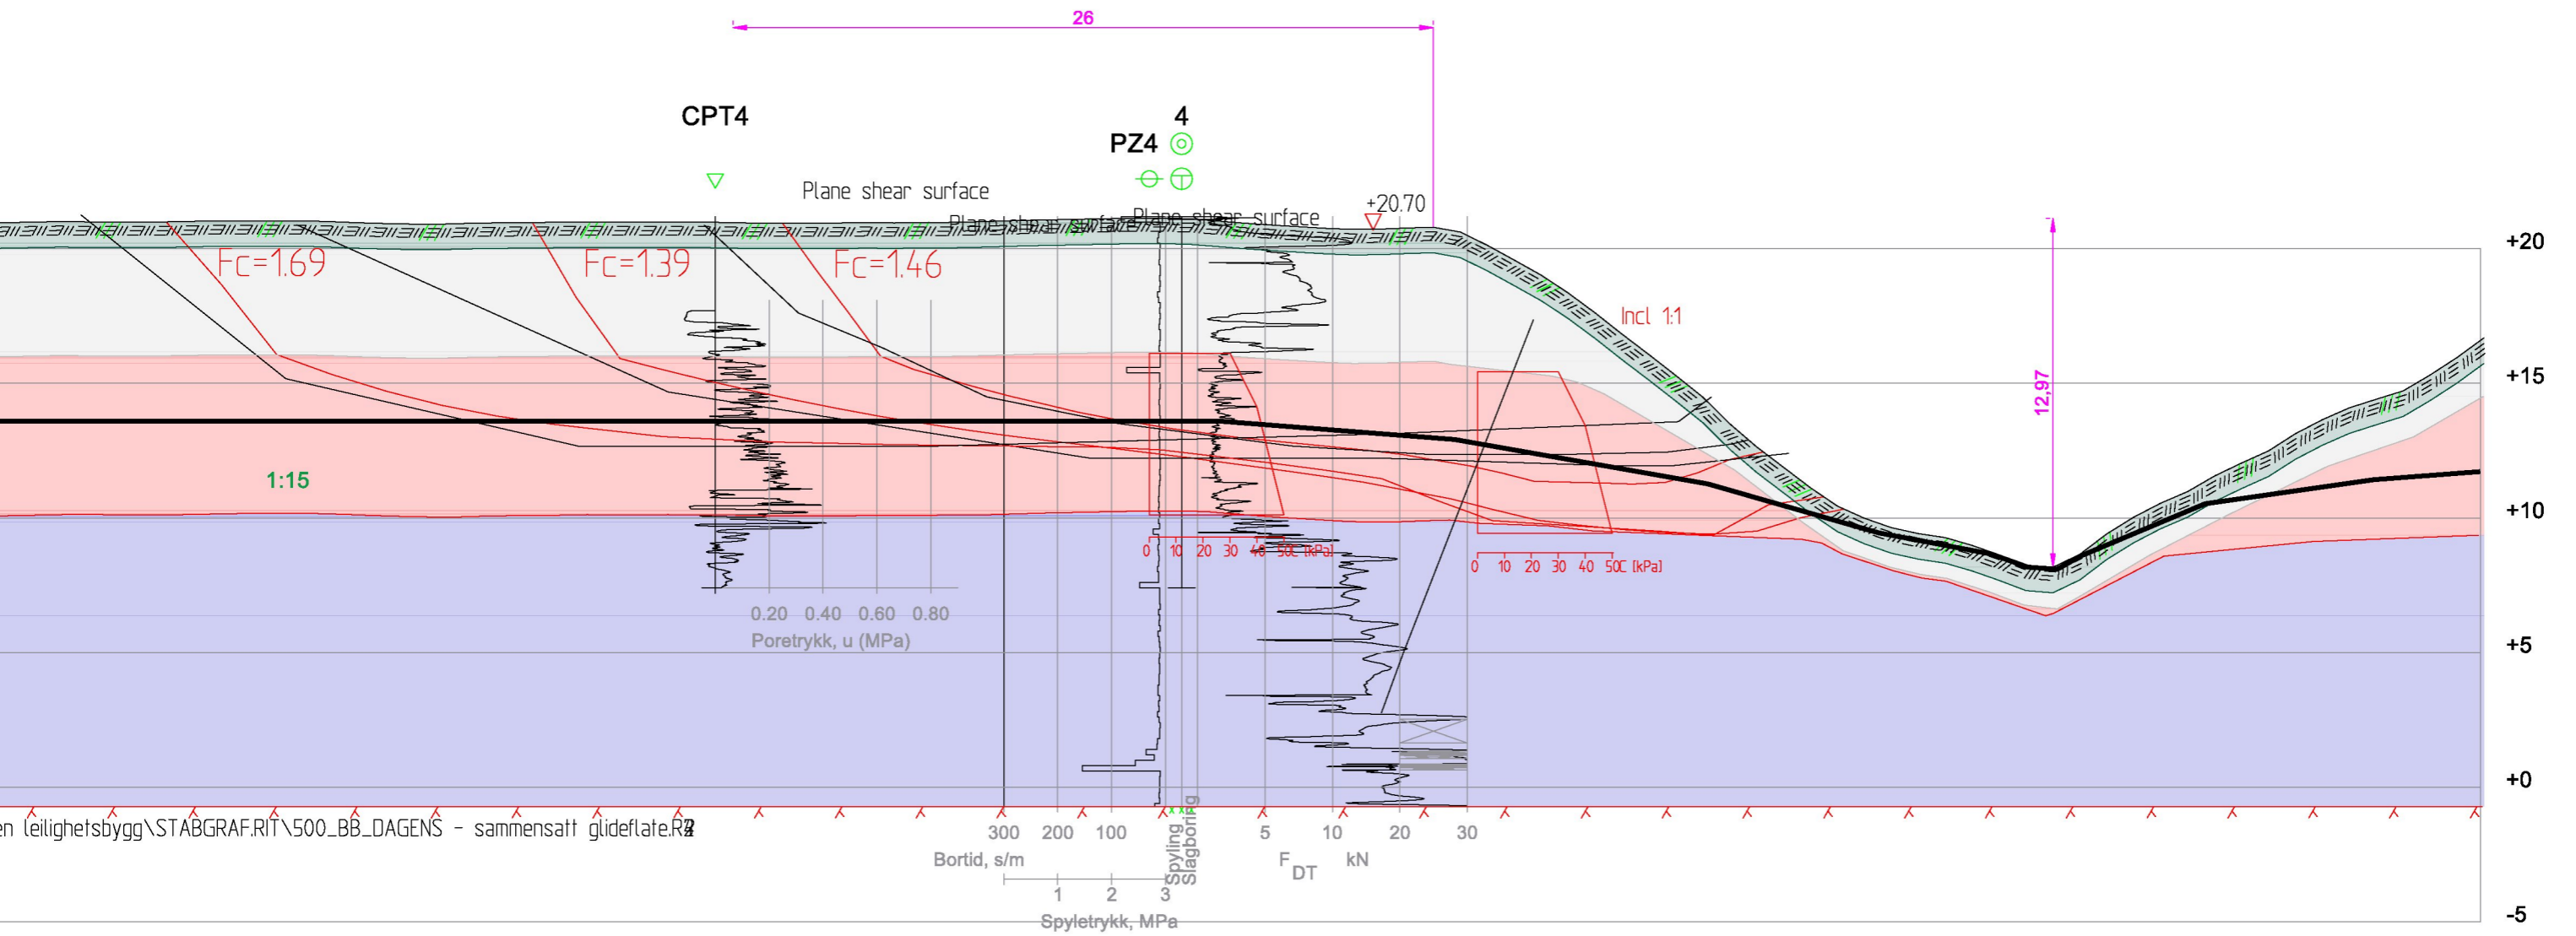 26
CPT4
4
PZ4
Plane shear surface
Plane shear surface
Plane shear surface
+20.70
Fc=1.69
Fc=1.39
Fc=1.46
Incl 1:1
+20
+15
12,97
1:15
+10
0 10 20 30 40 50C [kPa]
0 10 20 30 40 50C [kPa]
0.20 0.40 0.60 0.80
Poretrykk, u (MPa)
+5
+0
en leilighetsbygg\STABGRAF.RIT\500_BB_DAGENS - sammensatt glideflate.
300 200 100
Spyling
Slagboring
5 10 20 30
Bortid, s/m
F DT kN
1 2 3
Spyletrykk, MPa
-5